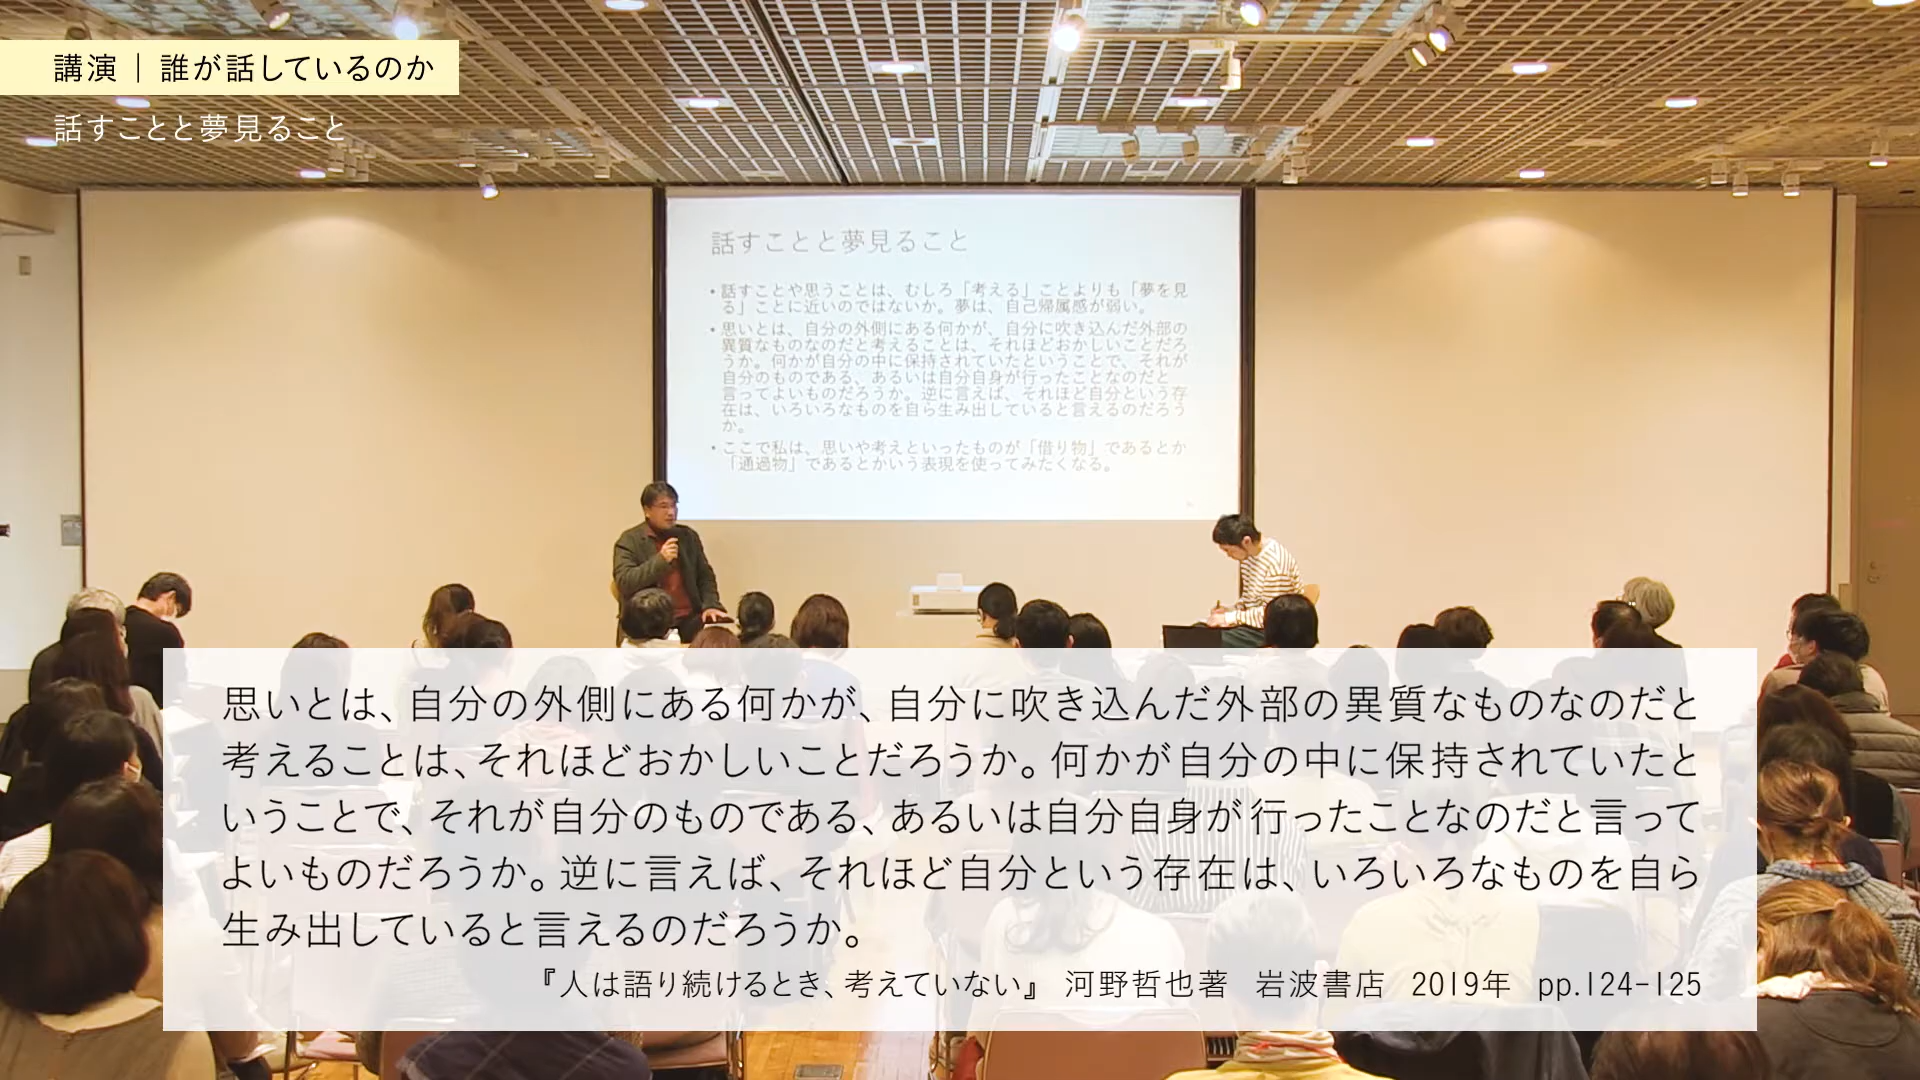 講演｜誰が話しているのか
話すことと夢見ること
話すことと夢見ること
・話すことや思うことは、むしろ「考える」ことよりも「夢を見
る」ことに近いのではないか。夢は、自己帰属感が弱い。
・思いとは、自分の外側にある何かが、自分に吹き込んだ外部の
異質なものなのだと考えることは、それほどおかしいことだろ
うか。何かが自分の中に保持されていたということで、それが
自分のものである、あるいは自分自身が行ったことなのだと
言ってよいものだろうか。逆に言えば、それほど自分という存
在は、いろいろなものを自ら生み出していると言えるのだろう
か。
・ここで私は、思いや考えといったものが「借り物」であるとか
「通過物」であるとかいう表現を使ってみたくなる。
思いとは、自分の外側にある何かが、自分に吹き込んだ外部の異質なものなのだと
考えることは、それほどおかしいことだろうか。何かが自分の中に保持されていたと
いうことで、それが自分のものである、あるいは自分自身が行ったことなのだと言って
よいものだろうか。逆に言えば、それほど自分という存在は、いろいろなものを自ら
生み出していると言えるのだろうか。
『人は語り続けるとき、考えていない』 河野哲也著 岩波書店 2019年 pp.124-125